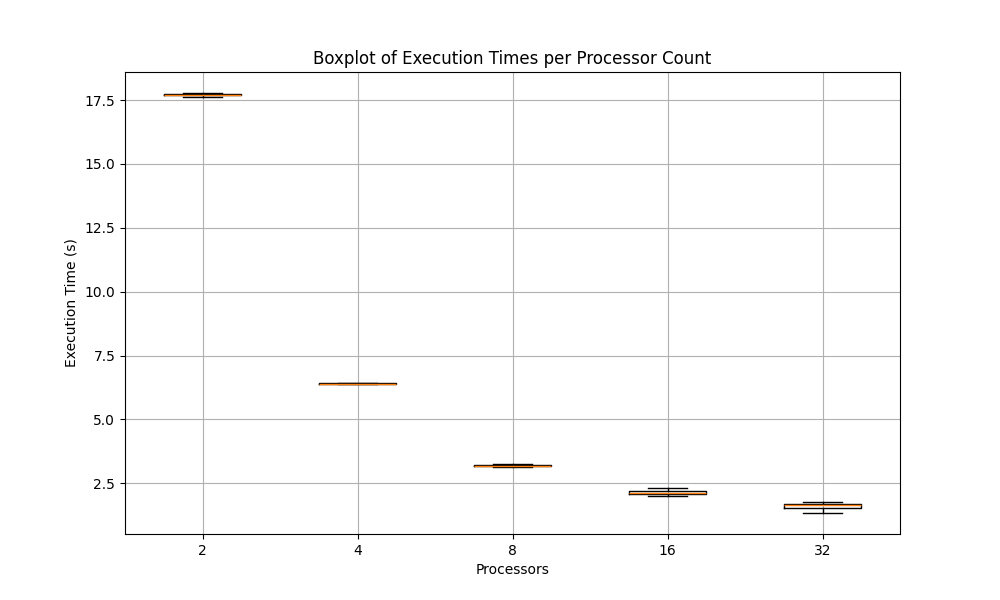 Boxplot of Execution Times per Processor Count
17.5
15.0
12.5
10.0
7.5
5.0
2.5
Execution Time (s)
2 4 8 16 32
Processors